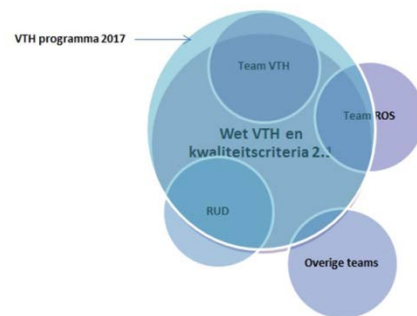 VTH programma 2017
Team VTH
Team ROS
Wet VTH en
kwaliteitscriteria 2.1
RUD
Overige teams